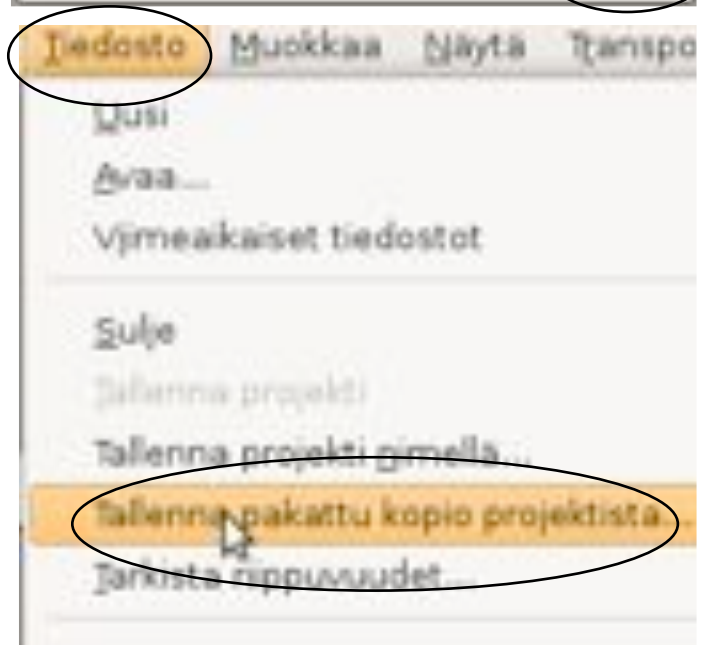 Tiedosto Muokkaa Näytä Transpo
Uusi
Avaa...
Viimeaikaiset tiedostot
Sulje
Tallenna projekti
Tallenna projekti nimellä...
Tallenna pakattu kopio projektista...
Tarkista riippuvuudet...